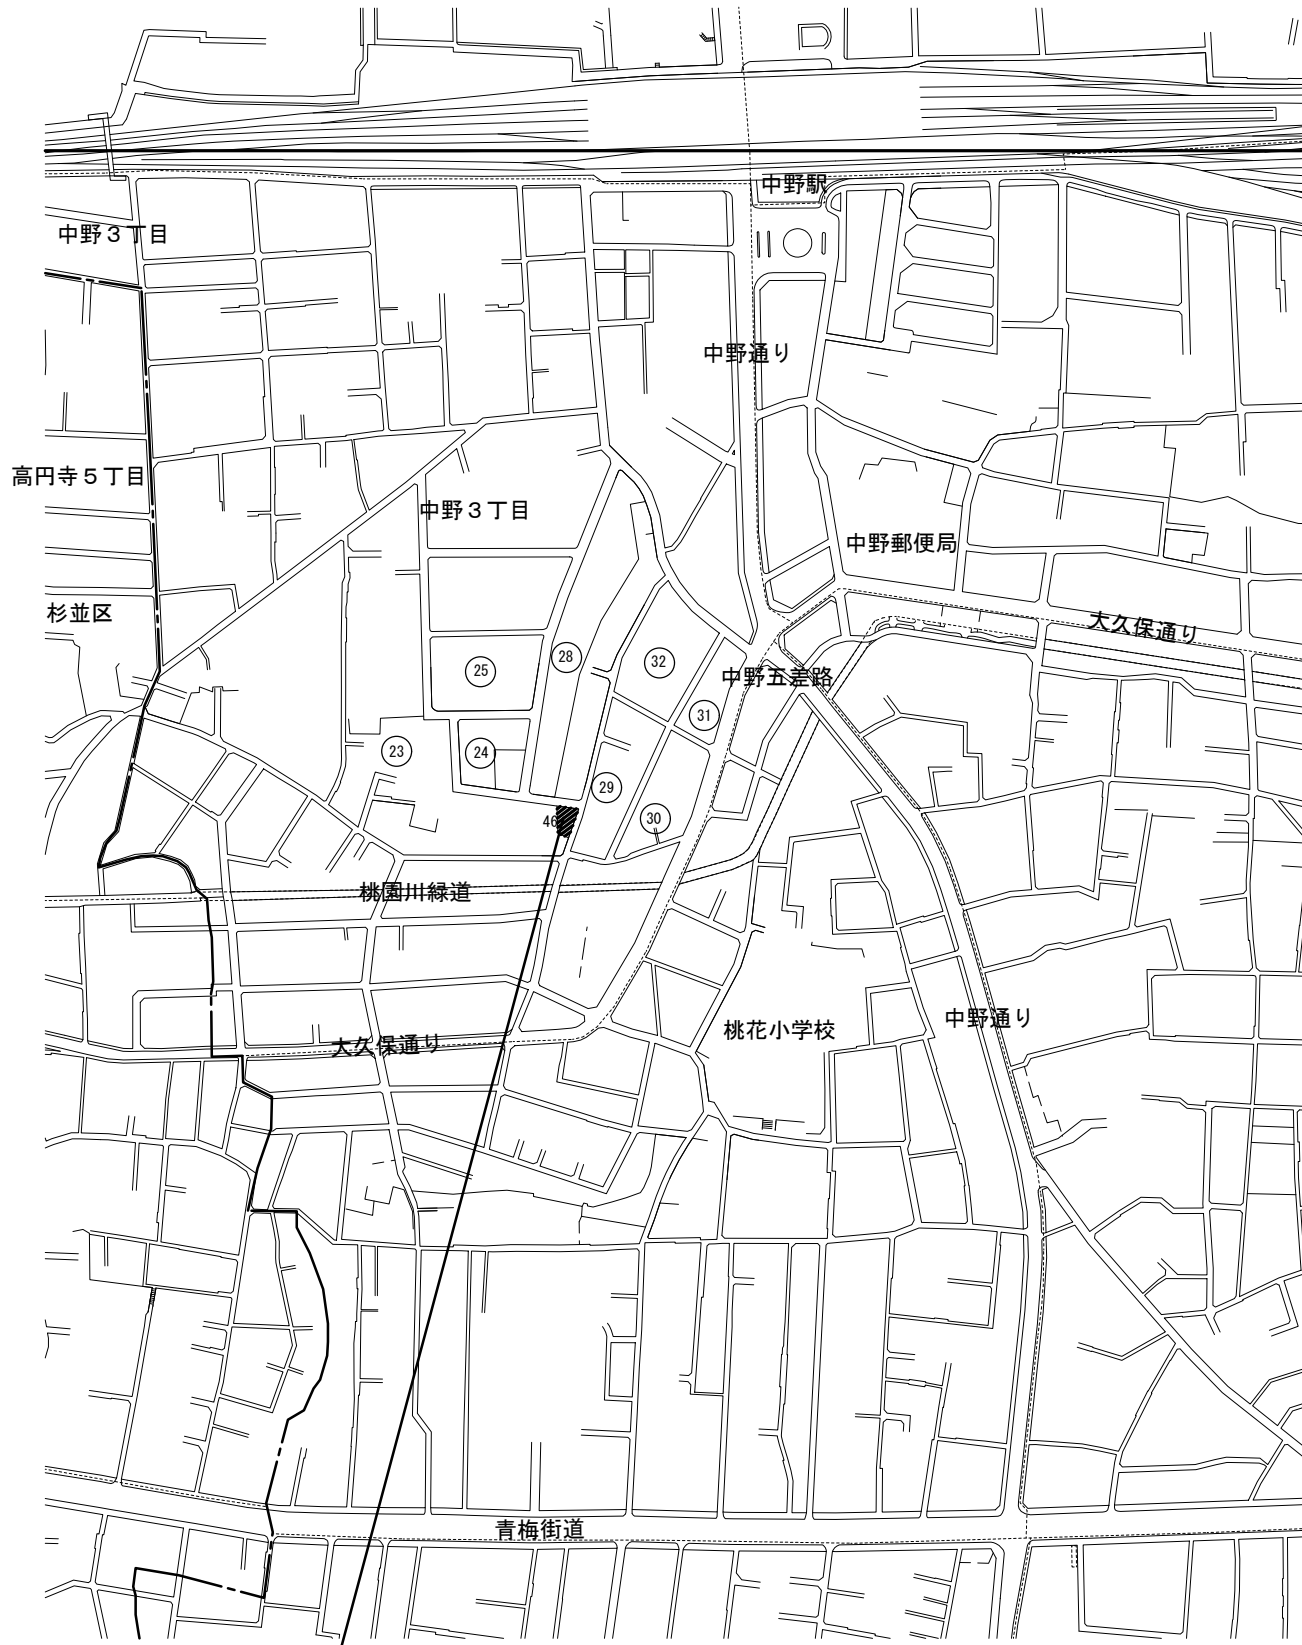 中野駅
中野３丁目
中野通り
高円寺５丁目
中野３丁目
中野郵便局
杉並区
大久保通り
28
32
25
中野五差路
31
23
24
29
46
30
桃園川緑道
中野通り
桃花小学校
大久保通り
青梅街道